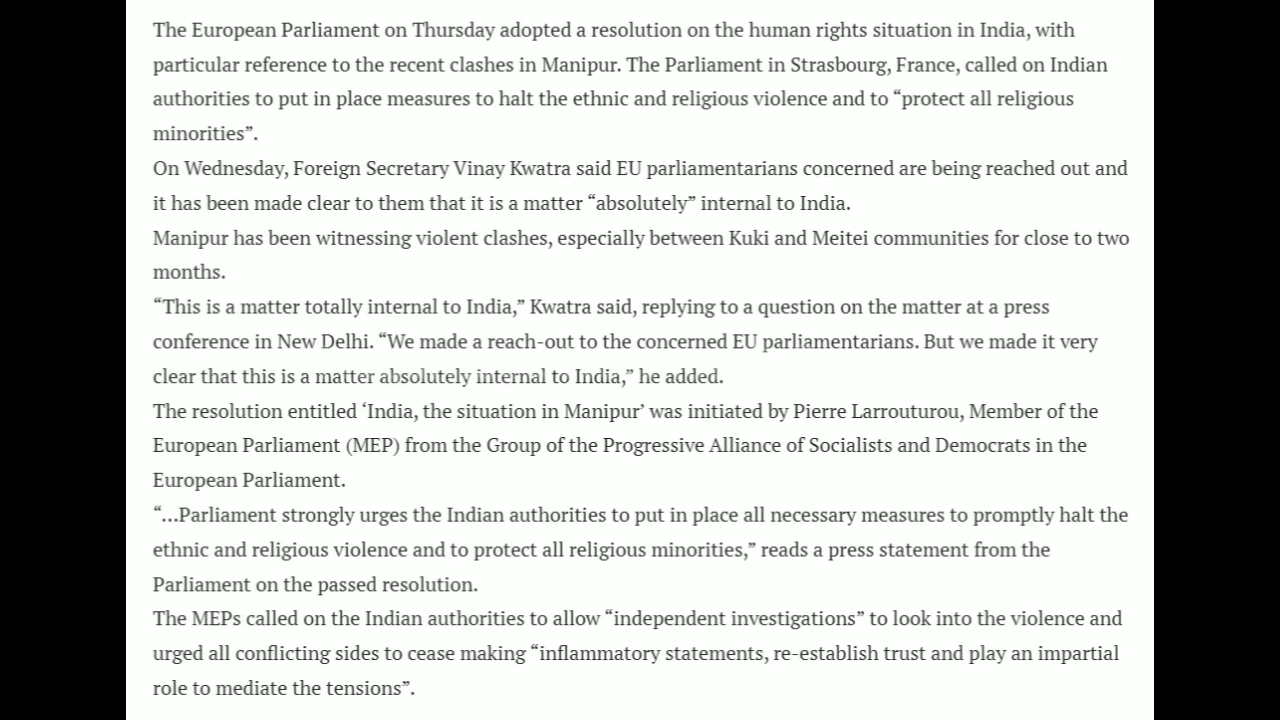 The European Parliament on Thursday adopted a resolution on the human rights situation in India, with
particular reference to the recent clashes in Manipur. The Parliament in Strasbourg, France, called on Indian
authorities to put in place measures to halt the ethnic and religious violence and to “protect all religious
minorities”.
On Wednesday, Foreign Secretary Vinay Kwatra said EU parliamentarians concerned are being reached out and
it has been made clear to them that it is a matter “absolutely” internal to India.
Manipur has been witnessing violent clashes, especially between Kuki and Meitei communities for close to two
months.
“This is a matter totally internal to India,” Kwatra said, replying to a question on the matter at a press
conference in New Delhi. “We made a reach-out to the concerned EU parliamentarians. But we made it very
clear that this is a matter absolutely internal to India,” he added.
The resolution entitled ‘India, the situation in Manipur’ was initiated by Pierre Larrouturou, Member of the
European Parliament (MEP) from the Group of the Progressive Alliance of Socialists and Democrats in the
European Parliament.
“...Parliament strongly urges the Indian authorities to put in place all necessary measures to promptly halt the
ethnic and religious violence and to protect all religious minorities,” reads a press statement from the
Parliament on the passed resolution.
The MEPs called on the Indian authorities to allow “independent investigations” to look into the violence and
urged all conflicting sides to cease making “inflammatory statements, re-establish trust and play an impartial
role to mediate the tensions”.